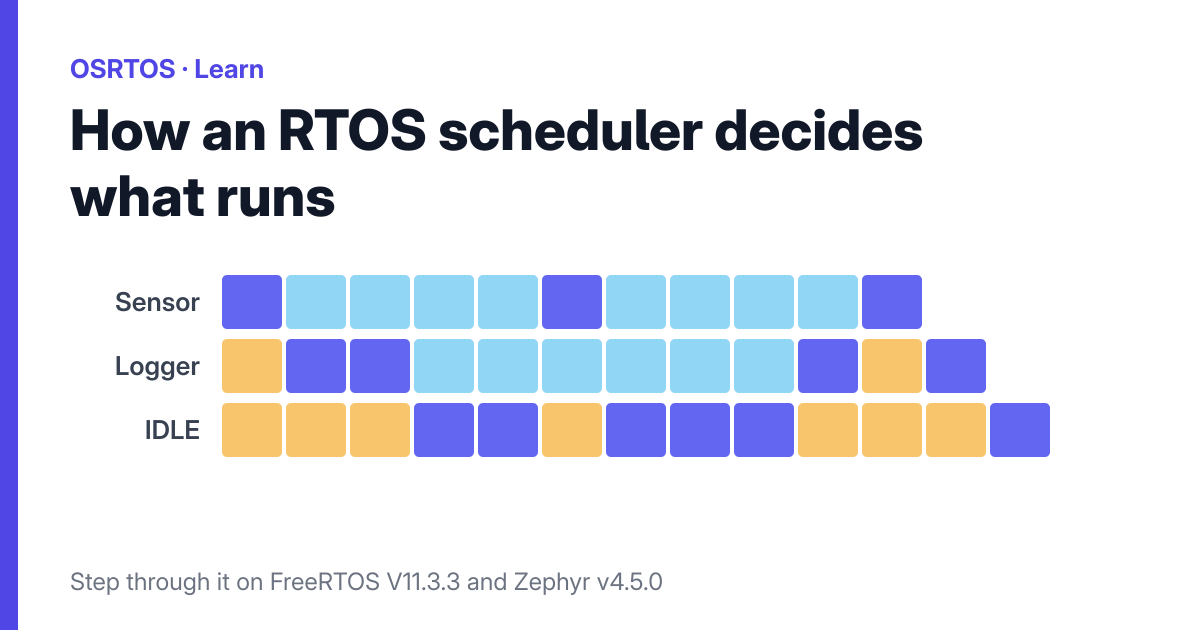 OSRTOS · Learn
How an RTOS scheduler decides
what runs
Sensor
Logger
IDLE
Step through it on FreeRTOS V11.3.3 and Zephyr v4.5.0